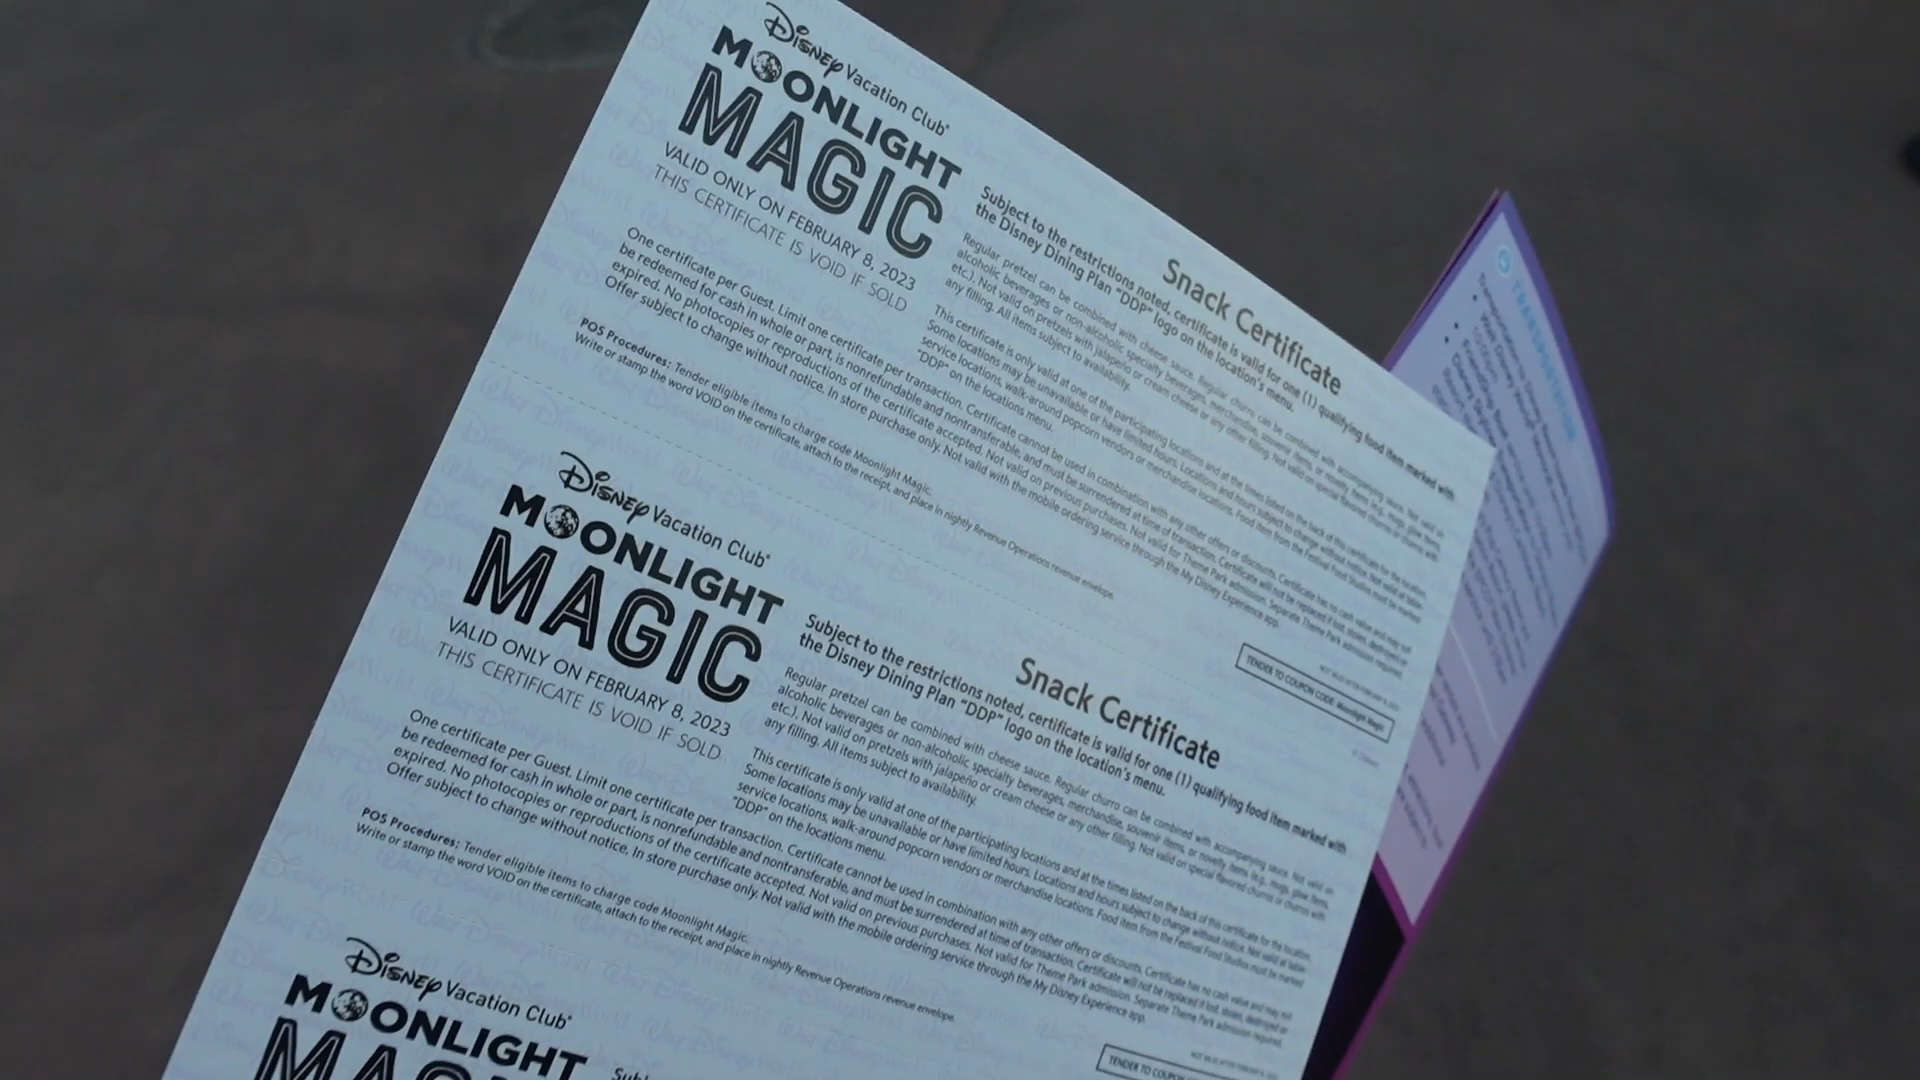 Disney Vacation Club
MOONLIGHT
MAGIC
VALID ONLY ON FEBRUARY 8, 2023
THIS CERTIFICATE IS VOID IF SOLD
Snack Certificate
Subject to the restrictions noted, certificate is valid for one (1) qualifying food item marked with
the Disney Dining Plan "DDP" logo on the location's menu.
Regular pretzel can be combined with cheese sauce. Regular churro can be combined with accompanying sauce. Not valid on
alcoholic beverages or non-alcoholic specialty beverages, merchandise, souvenir items, or novelty items (e.g. mugs, glow items,
etc.). Not valid on pretzels with jalapeño or cream cheese or any other filling. Not valid on special flavored churros or churros with
any filling. All items subject to availability.
This certificate is only valid at one of the participating locations and at the times listed on the back of this certificate for the location.
Some locations may be unavailable or have limited hours. Locations and hours subject to change without notice. Not valid at table-
service locations, walk-around popcorn vendors or merchandise locations. Food item from the Festival Food Studios must be marked
"DDP" on the locations menu.
One certificate per Guest. Limit one certificate per transaction. Certificate cannot be used in combination with any other offers or discounts. Certificate has no cash value and may not
be redeemed for cash in whole or part, is nonrefundable and nontransferable, and must be surrendered at time of transaction. Certificate will not be replaced if lost, stolen, destroyed or
expired. No photocopies or reproductions of the certificate accepted. Not valid on previous purchases. Not valid for Theme Park admission. Separate Theme Park admission required.
Offer subject to change without notice. In store purchase only. Not valid with the mobile ordering service through the My Disney Experience app.
POS Procedures: Tender eligible items to charge code Moonlight Magic.
Write or stamp the word VOID on the certificate, attach to the receipt, and place in nightly Revenue Operations revenue envelope.
NOT VALID AFTER FEBRUARY 8, 2023
TENDER TO COUPON CODE: Moonlight Magic
© Disney
Disney Vacation Club
MOONLIGHT
MAGIC
VALID ONLY ON FEBRUARY 8, 2023
THIS CERTIFICATE IS VOID IF SOLD
Snack Certificate
Subject to the restrictions noted, certificate is valid for one (1) qualifying food item marked with
the Disney Dining Plan "DDP" logo on the location's menu.
Regular pretzel can be combined with cheese sauce. Regular churro can be combined with accompanying sauce. Not valid on
alcoholic beverages or non-alcoholic specialty beverages, merchandise, souvenir items, or novelty items (e.g. mugs, glow items,
etc.). Not valid on pretzels with jalapeño or cream cheese or any other filling. Not valid on special flavored churros or churros with
any filling. All items subject to availability.
This certificate is only valid at one of the participating locations and at the times listed on the back of this certificate for the location.
Some locations may be unavailable or have limited hours. Locations and hours subject to change without notice. Not valid at table-
service locations, walk-around popcorn vendors or merchandise locations. Food item from the Festival Food Studios must be marked
"DDP" on the locations menu.
One certificate per Guest. Limit one certificate per transaction. Certificate cannot be used in combination with any other offers or discounts. Certificate has no cash value and may not
be redeemed for cash in whole or part, is nonrefundable and nontransferable, and must be surrendered at time of transaction. Certificate will not be replaced if lost, stolen, destroyed or
expired. No photocopies or reproductions of the certificate accepted. Not valid on previous purchases. Not valid for Theme Park admission. Separate Theme Park admission required.
Offer subject to change without notice. In store purchase only. Not valid with the mobile ordering service through the My Disney Experience app.
POS Procedures: Tender eligible items to charge code Moonlight Magic.
Write or stamp the word VOID on the certificate, attach to the receipt, and place in nightly Revenue Operations revenue envelope.
NOT VALID AFTER FEBRUARY 8, 2023
TENDER TO COUPON CODE
Disney Vacation Club
MOONLIGHT
MAGIC
TRANSPORTATION